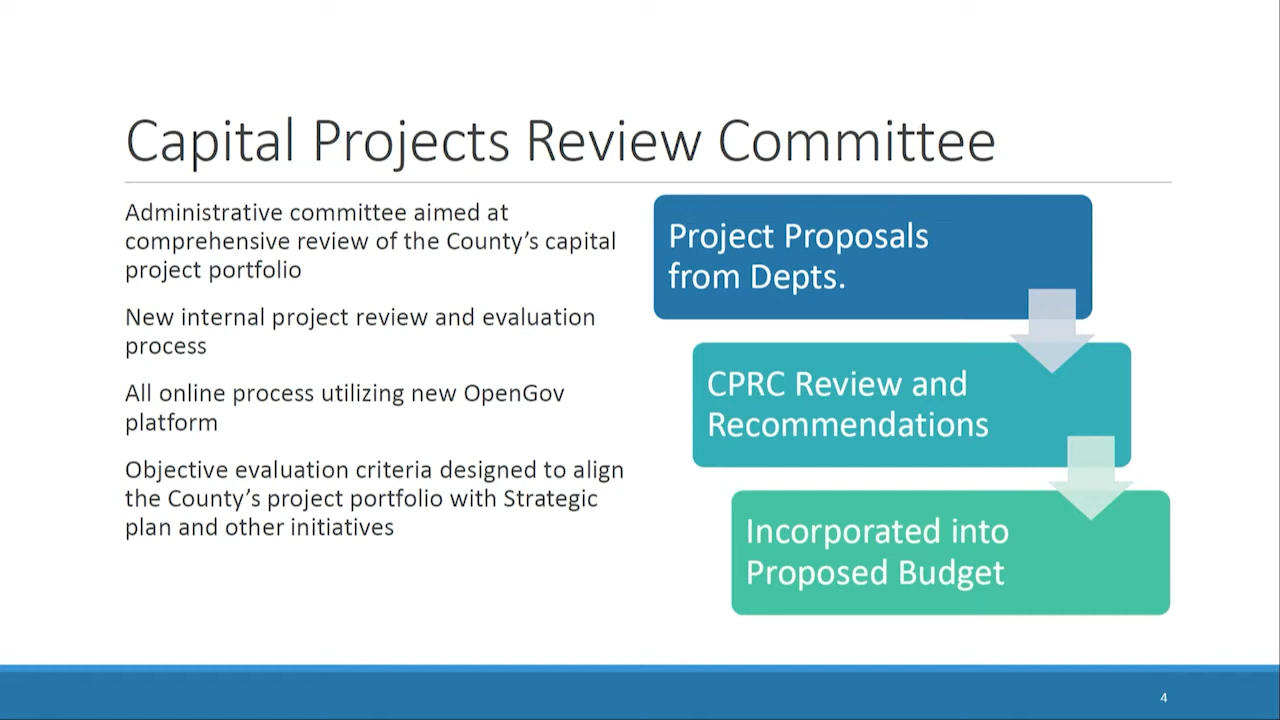 Capital Projects Review Committee
Administrative committee aimed at
comprehensive review of the County’s capital
project portfolio
New internal project review and evaluation
process
All online process utilizing new OpenGov
platform
Objective evaluation criteria designed to align
the County’s project portfolio with Strategic
plan and other initiatives
Project Proposals
from Depts.
CPRC Review and
Recommendations
Incorporated into
Proposed Budget
4